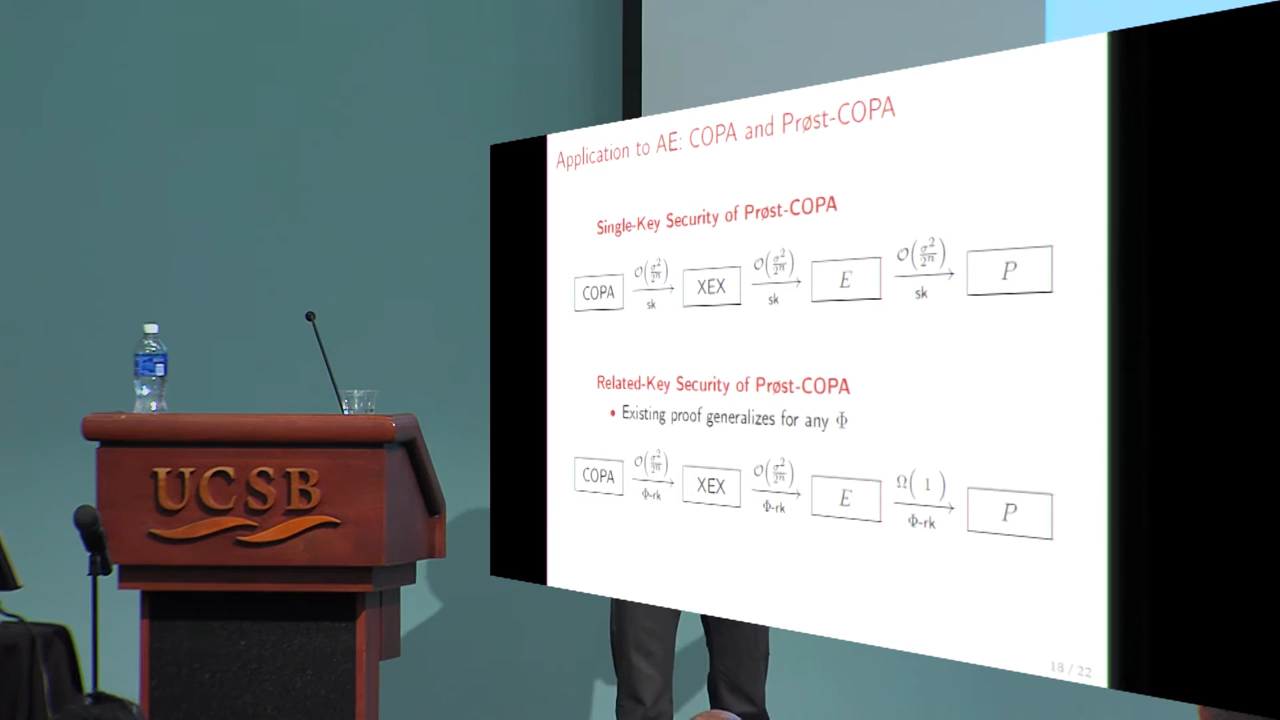 Application to AE: COPA and Prøst-COPA
Single-Key Security of Prøst-COPA
COPA O(σ²/2ⁿ) sk XEX O(σ²/2ⁿ) sk E O(σ²/2ⁿ) sk P
Related-Key Security of Prøst-COPA
• Existing proof generalizes for any Φ
COPA O(σ²/2ⁿ) Φ-rk XEX O(σ²/2ⁿ) Φ-rk E Ω(1) Φ-rk P
18 / 22
UCSB